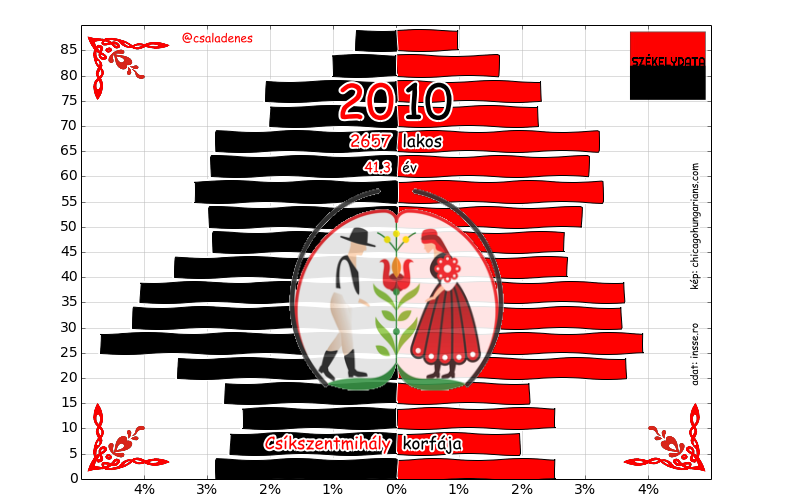 @csaladenes
SZÉKELYDATA
2010
2657 lakos
41.3 év
kép: chicagohungarians.com
adat: insse.ro
Csíkszentmihály korfája
85
80
75
70
65
60
55
50
45
40
35
30
25
20
15
10
5
0
4% 3% 2% 1% 0% 1% 2% 3% 4%